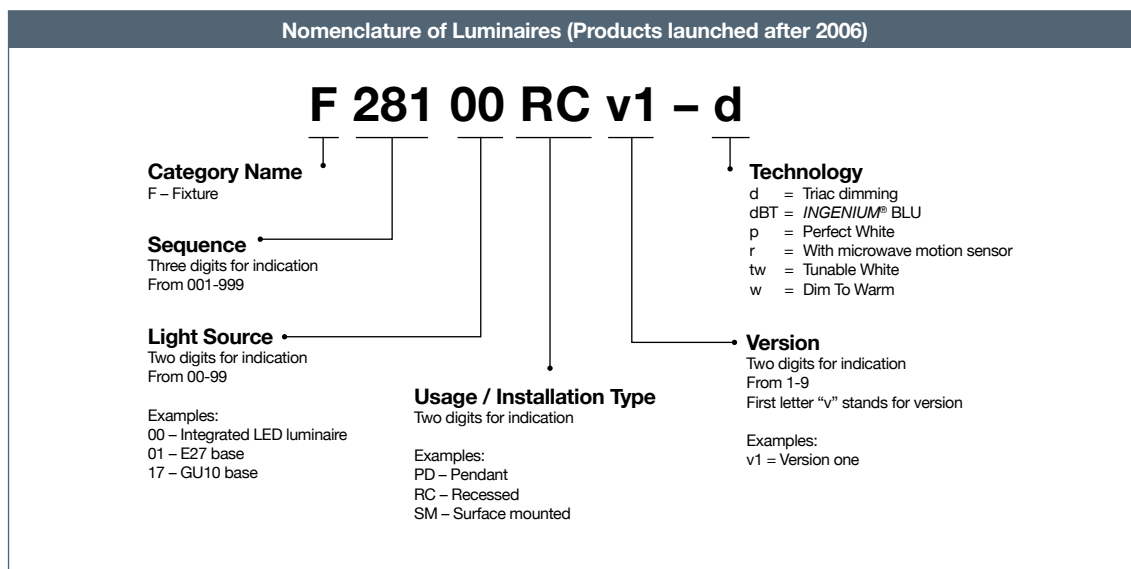 Nomenclature of Luminaires (Products launched after 2006)
F 281 00 RC v1 – d
Category Name
F – Fixture
Sequence
Three digits for indication
From 001-999
Light Source
Two digits for indication
From 00-99
Examples:
00 – Integrated LED luminaire
01 – E27 base
17 – GU10 base
Usage / Installation Type
Two digits for indication
Examples:
PD – Pendant
RC – Recessed
SM – Surface mounted
Technology
d = Triac dimming
dBT = INGENIUM® BLU
p = Perfect White
r = With microwave motion sensor
tw = Tunable White
w = Dim To Warm
Version
Two digits for indication
From 1-9
First letter “v” stands for version
Examples:
v1 = Version one